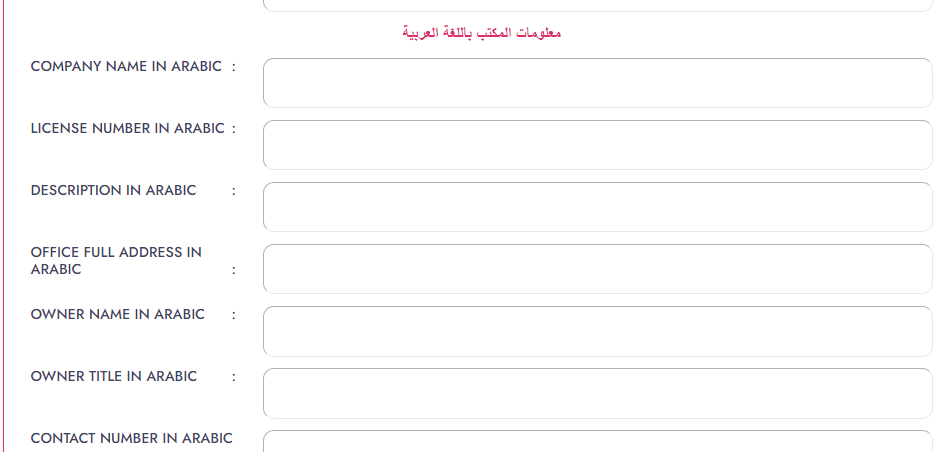 معلومات المكتب باللغة العربية
COMPANY NAME IN ARABIC :
LICENSE NUMBER IN ARABIC :
DESCRIPTION IN ARABIC :
OFFICE FULL ADDRESS IN
ARABIC :
OWNER NAME IN ARABIC :
OWNER TITLE IN ARABIC :
CONTACT NUMBER IN ARABIC